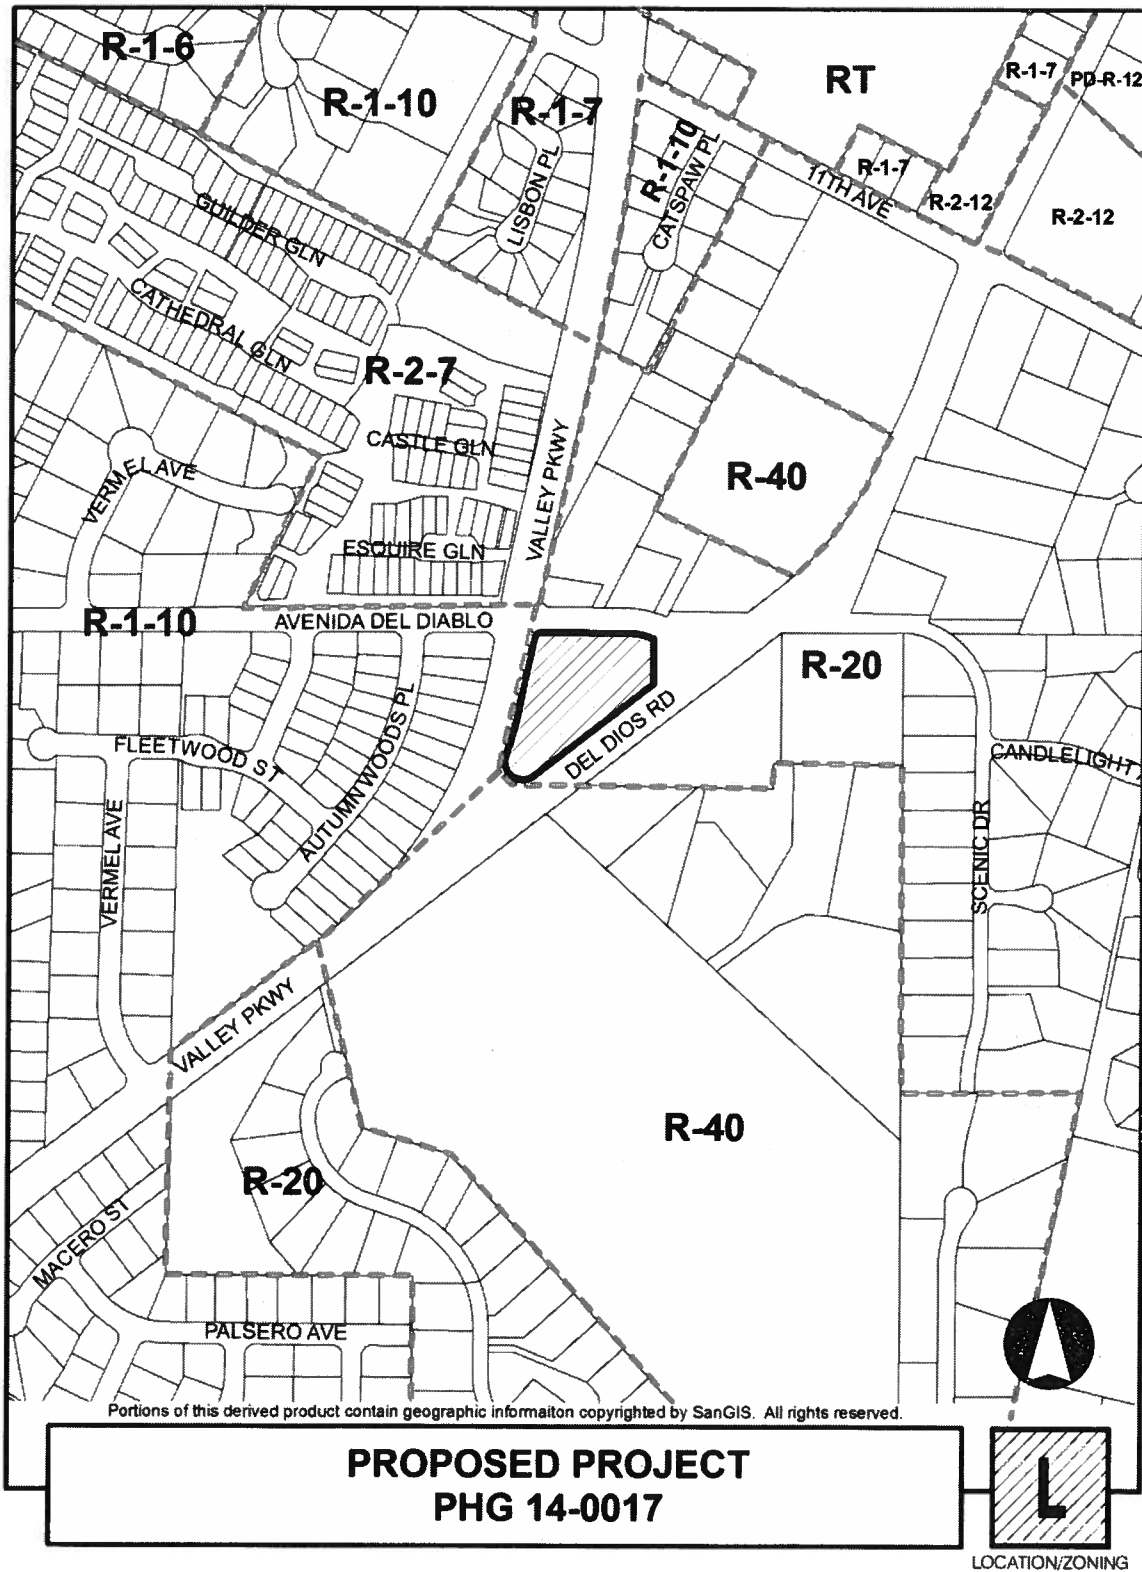 R-1-6
R-1-10
R-1-7
RT
R-1-7
PD-R-12
R-1-10
CATSPAW PL
LISBON PL
11TH AVE
R-1-7
R-2-12
R-2-12
GUILDER GLN
CATHEDRAL GLN
R-2-7
CASTLE GLN
VALLEY PKWY
R-40
VERMEL AVE
ESQUIRE GLN
R-1-10
AVENIDA DEL DIABLO
R-20
DEL DIOS RD
FLEETWOOD ST
AUTUMNWOODS PL
CANDLELIGHT
VERMEL AVE
SCENIC DR
VALLEY PKWY
R-40
R-20
MACERO ST
PALSERO AVE
Portions of this derived product contain geographic informaiton copyrighted by SanGIS. All rights reserved.
PROPOSED PROJECT
PHG 14-0017
L
LOCATION/ZONING